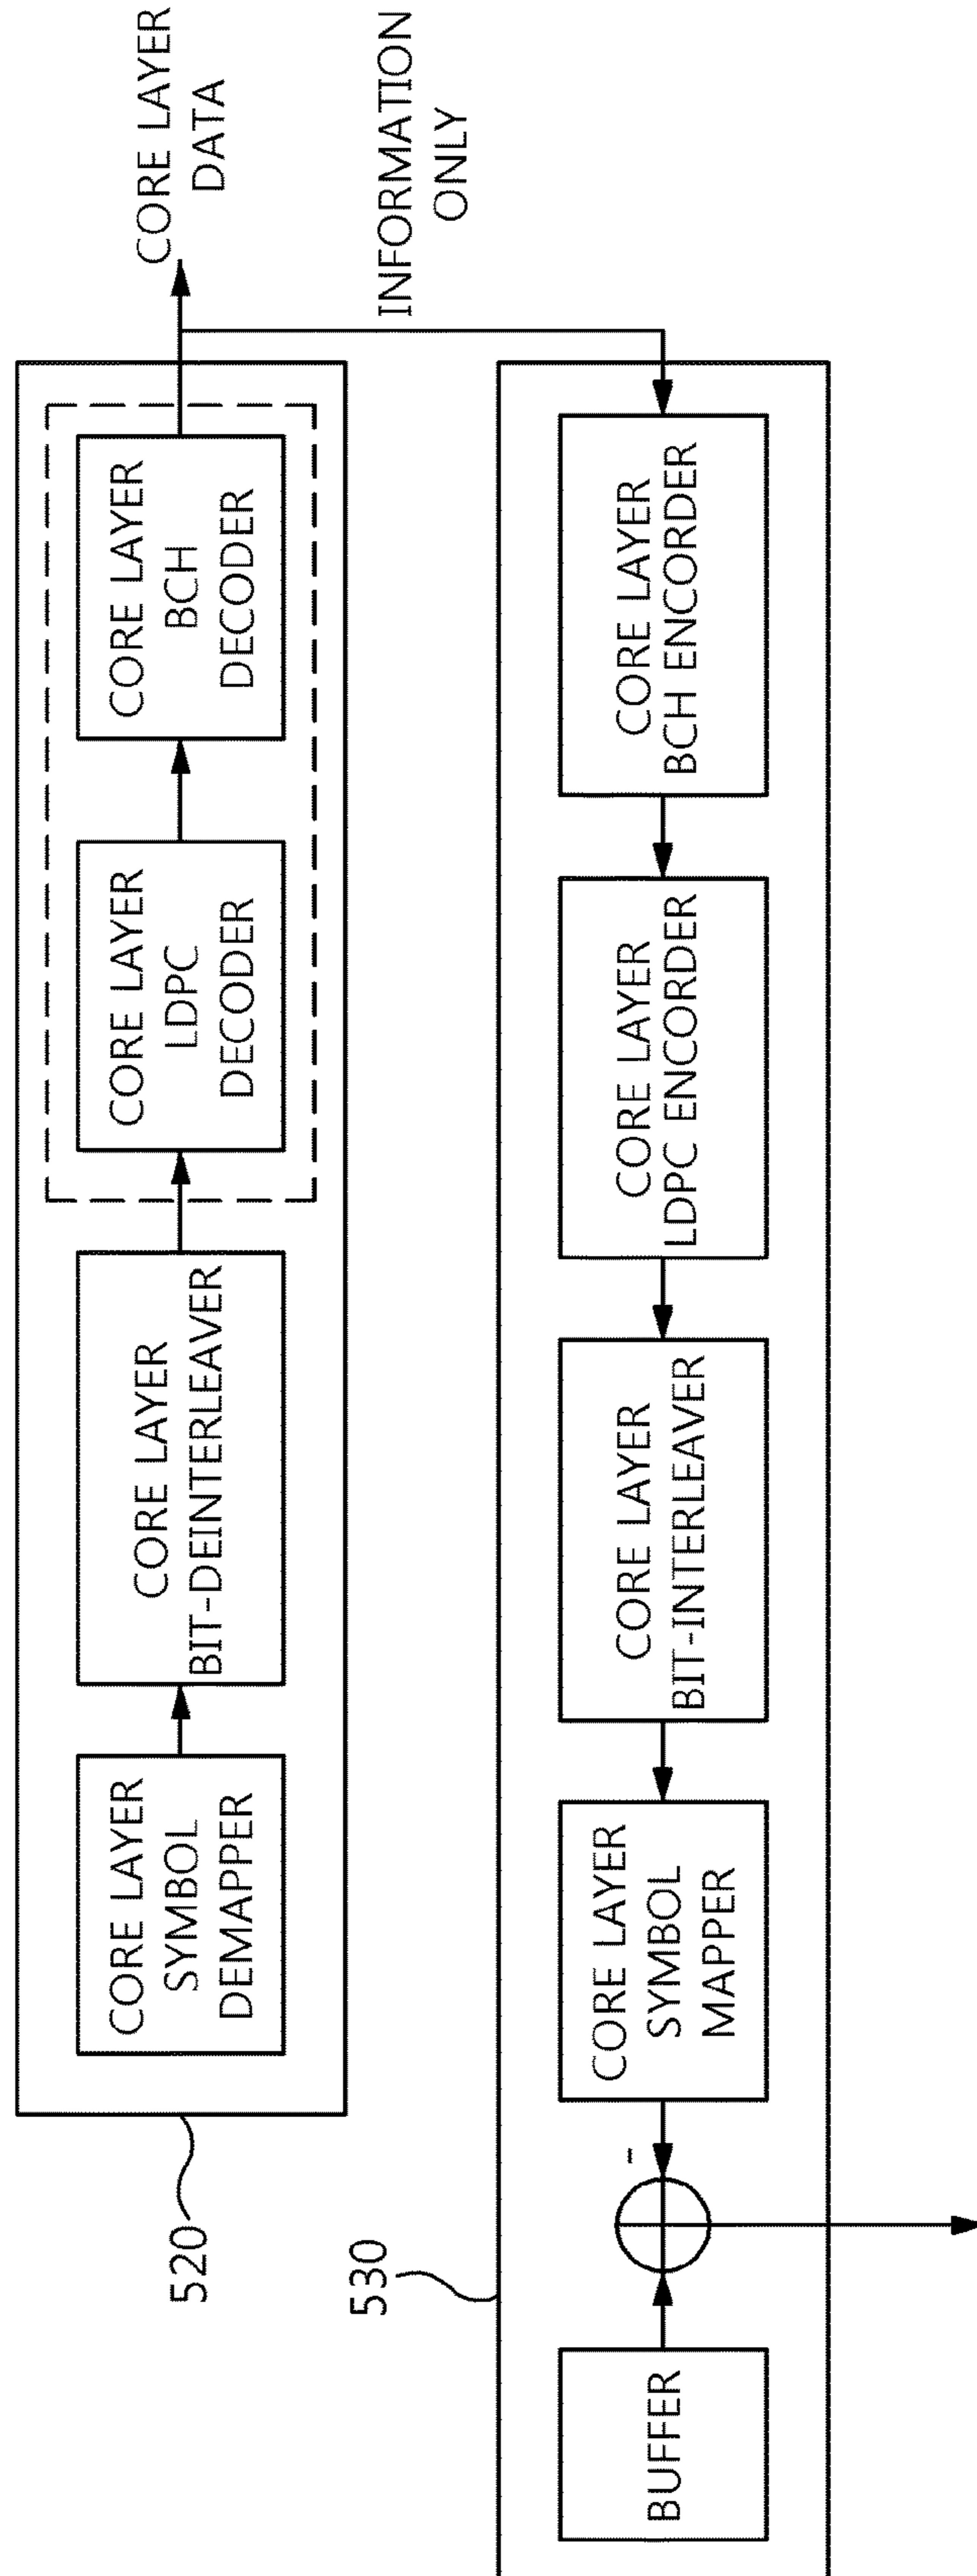 520
CORE LAYER
SYMBOL
DEMAPPER
CORE LAYER
BIT-DEINTERLEAVER
CORE LAYER
LDPC
DECODER
CORE LAYER
BCH
DECODER
CORE LAYER
DATA
INFORMATION
ONLY
530
BUFFER
-
CORE LAYER
SYMBOL
MAPPER
CORE LAYER
BIT-INTERLEAVER
CORE LAYER
LDPC ENCORDER
CORE LAYER
BCH ENCORDER